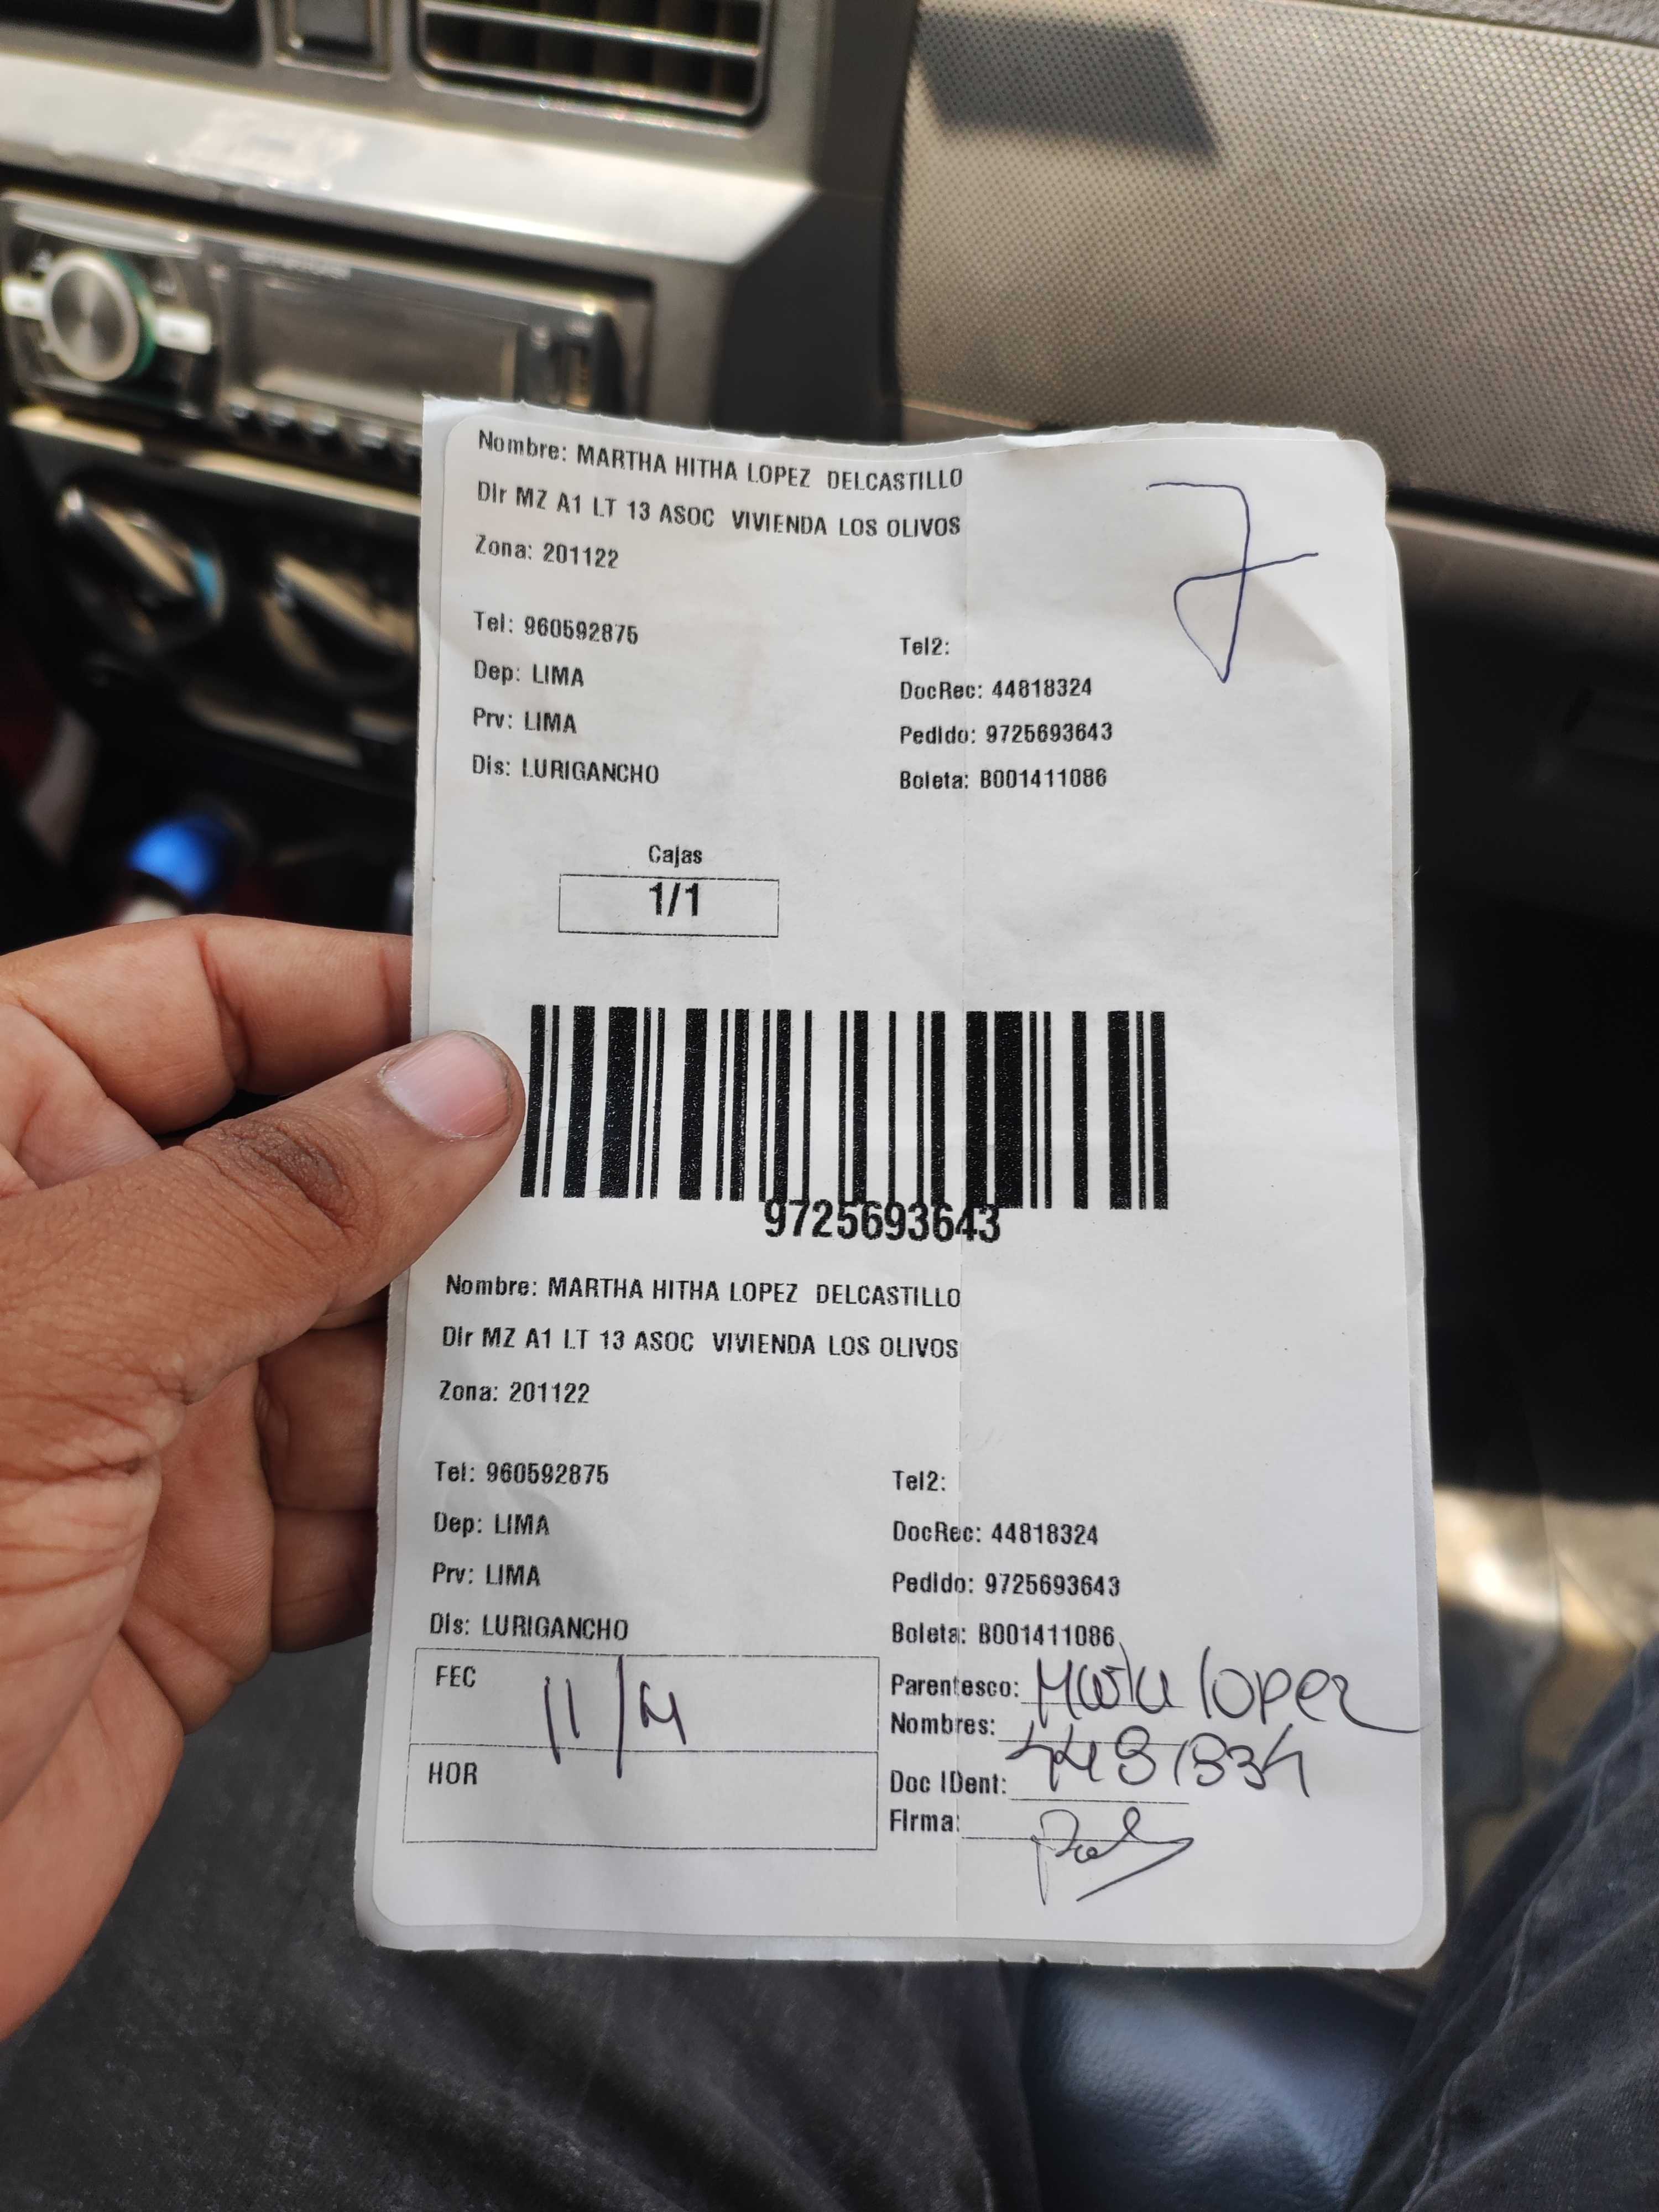 Nombre: MARTHA HITHA LOPEZ DELCASTILLO
Dir MZ A1 LT 13 ASOC VIVIENDA LOS OLIVOS
Zona: 201122
7
Tel: 960592875 Tel2:
Dep: LIMA DocRec: 44818324
Prv: LIMA Pedido: 9725693643
Dis: LURIGANCHO Boleta: B001411086
Cajas
1/1
9725693643
Nombre: MARTHA HITHA LOPEZ DELCASTILLO
Dir MZ A1 LT 13 ASOC VIVIENDA LOS OLIVOS
Zona: 201122
Tel: 960592875 Tel2:
Dep: LIMA DocRec: 44818324
Prv: LIMA Pedido: 9725693643
Dis: LURIGANCHO Boleta: B001411086
FEC 11/
Parentesco: lopez
Nombres:
HOR
Doc IDent:
Firma: